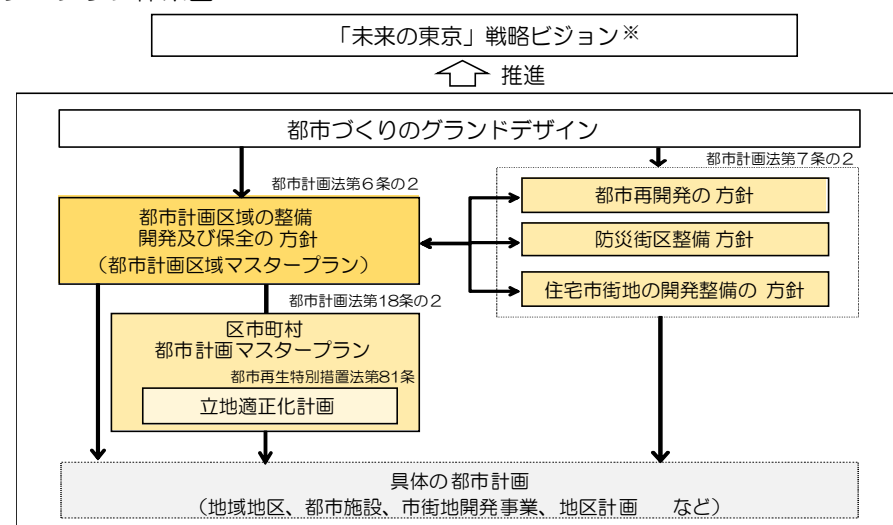 「未来の東京」戦略ビジョン※
推進
都市づくりのグランドデザイン
都市計画法第7条の2
都市計画法第6条の2
都市再開発の 方針
都市計画区域の整備
開発及び保全の 方針
（都市計画区域マスタープラン）
防災街区整備 方針
住宅市街地の開発整備の 方針
都市計画法第18条の2
区市町村
都市計画マスタープラン
都市再生特別措置法第81条
立地適正化計画
具体の都市計画
（地域地区、都市施設、市街地開発事業、地区計画　など）